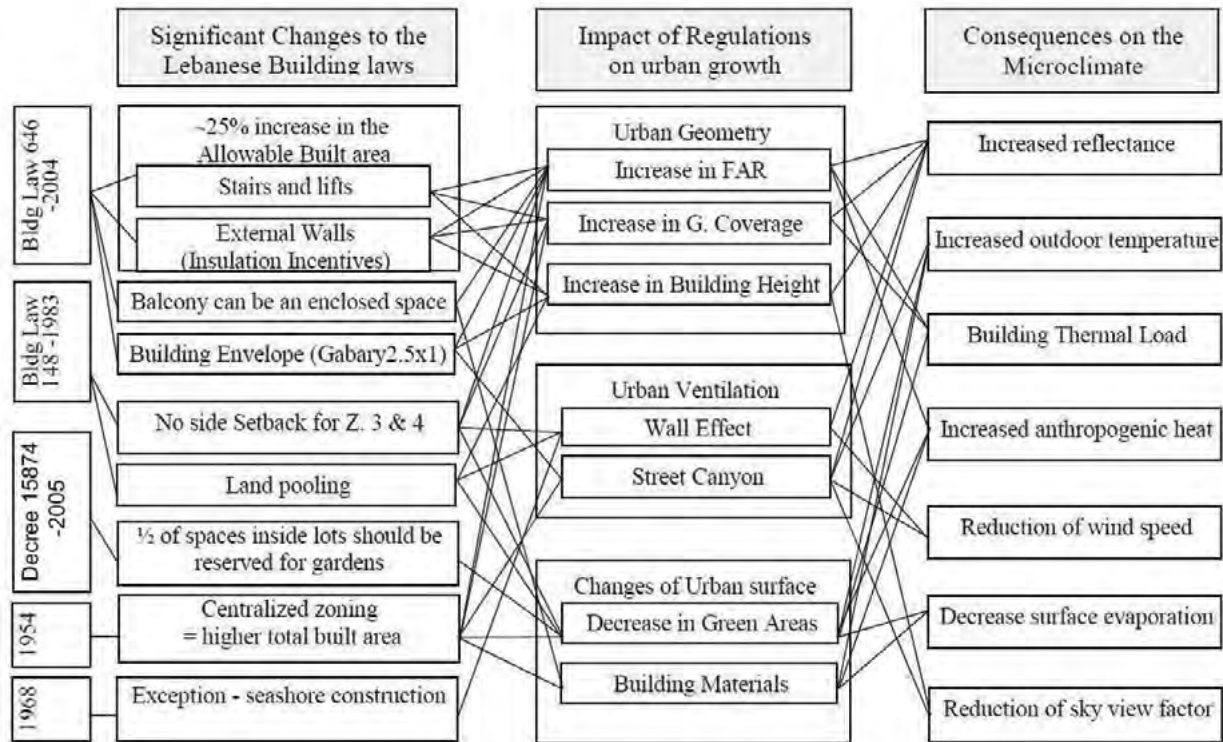 Significant Changes to the
Lebanese Building laws
Impact of Regulations
on urban growth
Consequences on the
Microclimate
Bldg Law 646
-2004
Bldg Law
148 -1983
Decree 15874
-2005
1954
1968
~25% increase in the
Allowable Built area
Stairs and lifts
External Walls
(Insulation Incentives)
Balcony can be an enclosed space
Building Envelope (Gabary2.5x1)
No side Setback for Z. 3 & 4
Land pooling
½ of spaces inside lots should be
reserved for gardens
Centralized zoning
= higher total built area
Exception - seashore construction
Urban Geometry
Increase in FAR
Increase in G. Coverage
Increase in Building Height
Urban Ventilation
Wall Effect
Street Canyon
Changes of Urban surface
Decrease in Green Areas
Building Materials
Increased reflectance
Increased outdoor temperature
Building Thermal Load
Increased anthropogenic heat
Reduction of wind speed
Decrease surface evaporation
Reduction of sky view factor